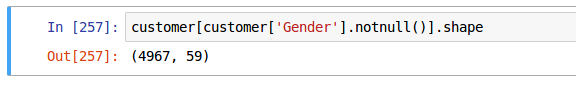 In [257]: customer[customer['Gender'].notnull()].shape
Out[257]: (4967, 59)